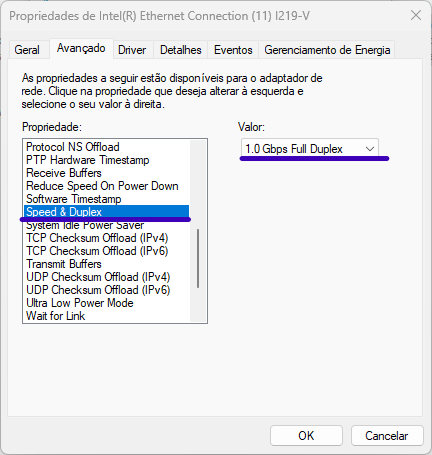 Propriedades de Intel(R) Ethernet Connection (11) I219-V
Geral Avançado Driver Detalhes Eventos Gerenciamento de Energia
As propriedades a seguir estão disponíveis para o adaptador de
rede. Clique na propriedade que deseja alterar à esquerda e
selecione o seu valor à direita.
Propriedade: Valor:
Protocol NS Offload
1.0 Gbps Full Duplex
PTP Hardware Timestamp
Receive Buffers
Reduce Speed On Power Down
Software Timestamp
Speed & Duplex
System Idle Power Saver
TCP Checksum Offload (IPv4)
TCP Checksum Offload (IPv6)
Transmit Buffers
UDP Checksum Offload (IPv4)
UDP Checksum Offload (IPv6)
Ultra Low Power Mode
Wait for Link
OK Cancelar